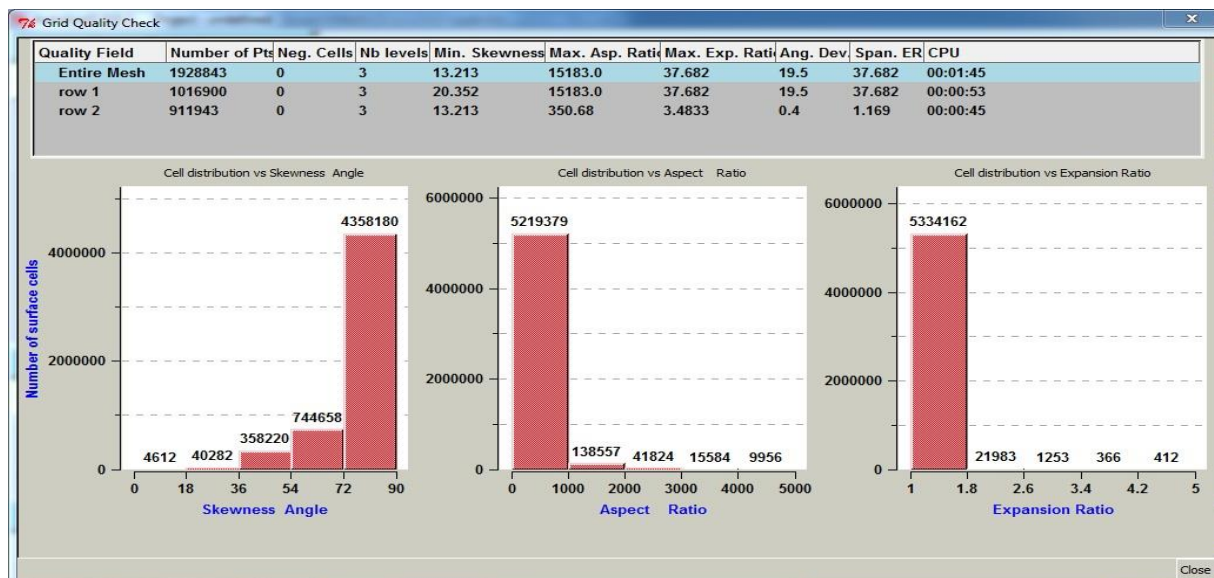 Grid Quality Check
Quality Field Number of Pts Neg. Cells Nb levels Min. Skewness Max. Asp. Rati Max. Exp. Rati Ang. Dev. Span. ER CPU
Entire Mesh 1928843 0 3 13.213 15183.0 37.682 19.5 37.682 00:01:45
row 1 1016900 0 3 20.352 15183.0 37.682 19.5 37.682 00:00:53
row 2 911943 0 3 13.213 350.68 3.4833 0.4 1.169 00:00:45
Cell distribution vs Skewness Angle
Number of surface cells
4000000
2000000
0
4612 40282 358220 744658 4358180
0 18 36 54 72 90
Skewness Angle
Cell distribution vs Aspect Ratio
6000000
4000000
2000000
0
5219379 138557 41824 15584 9956
0 1000 2000 3000 4000 5000
Aspect Ratio
Cell distribution vs Expansion Ratio
6000000
4000000
2000000
0
5334162 21983 1253 366 412
1 1.8 2.6 3.4 4.2 5
Expansion Ratio
Close